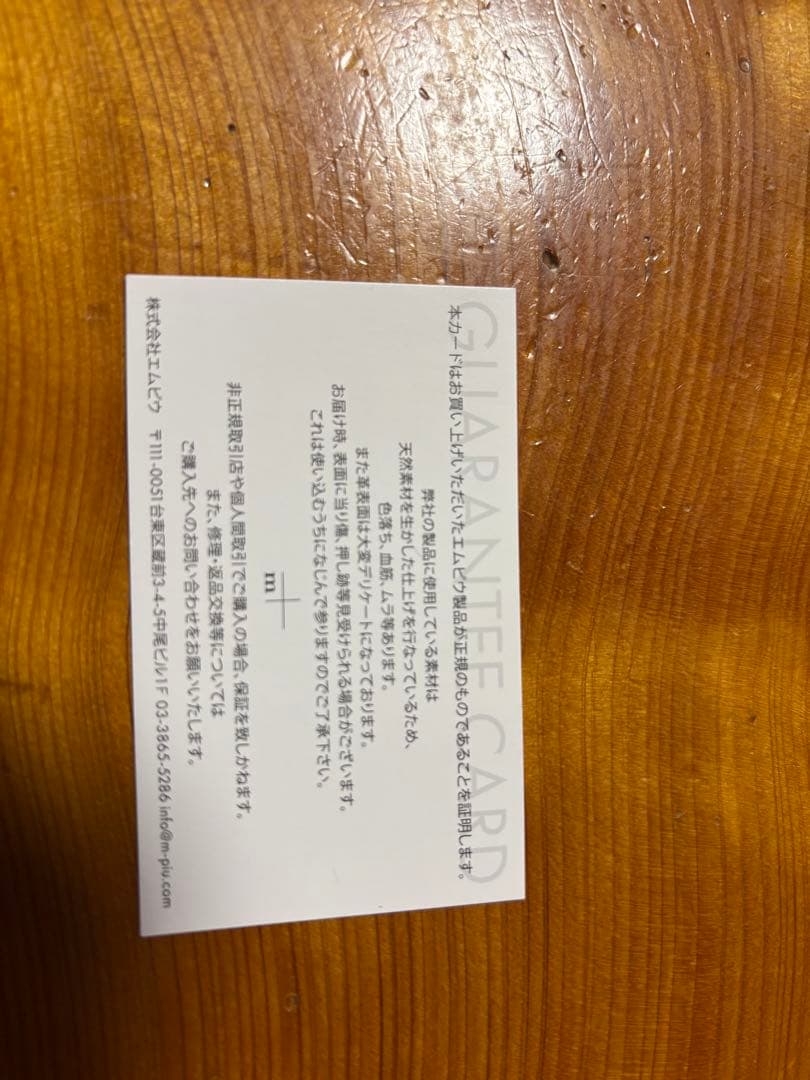 GUARANTEE CARD
本カードはお買い上げいただいたエムピウ製品が正規のものであることを証明します。
弊社の製品に使用している素材は
天然素材を生かした仕上げを行なっているため、
色落ち、血筋、ムラ等あります。
また革表面は大変デリケートになっております。
お届け時、表面に当り傷、押し跡等見受けられる場合がございます。
これは使い込むうちになじんで参りますのでご了承下さい。
m+
非正規取引店や個人間取引でご購入の場合、保証を致しかねます。
また、修理・返品交換等については
ご購入先へのお問い合わせをお願いいたします。
株式会社エムピウ 〒111-0051台東区蔵前3-4-5中尾ビル1F 03-3865-5286 info@m-piu.com